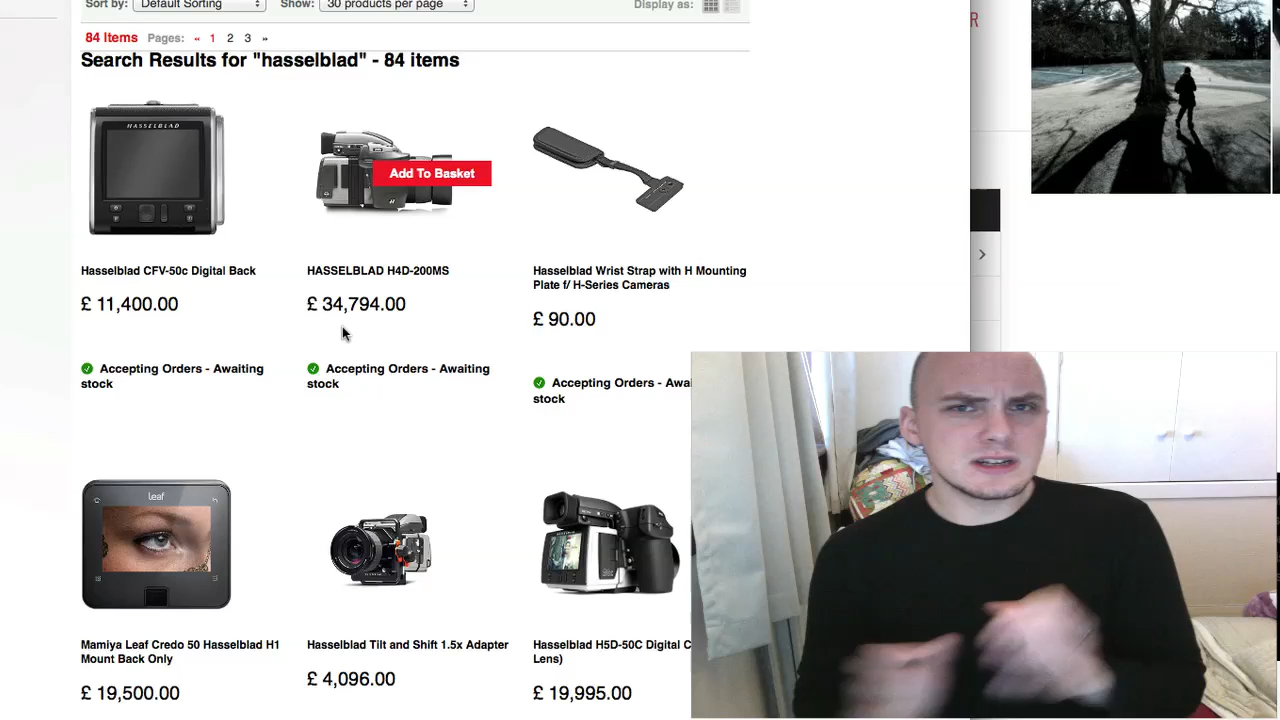 Sort by: Default Sorting Show: 30 products per page Display as:
84 Items Pages: « 1 2 3 »
Search Results for "hasselblad" - 84 items
HASSELBLAD
Add To Basket
Hasselblad CFV-50c Digital Back
£ 11,400.00
Accepting Orders - Awaiting
stock
HASSELBLAD H4D-200MS
£ 34,794.00
Accepting Orders - Awaiting
stock
Hasselblad Wrist Strap with H Mounting
Plate f/ H-Series Cameras
£ 90.00
Accepting Orders - Awai
stock
leaf
Mamiya Leaf Credo 50 Hasselblad H1
Mount Back Only
£ 19,500.00
Hasselblad Tilt and Shift 1.5x Adapter
£ 4,096.00
Hasselblad H5D-50C Digital C
Lens)
£ 19,995.00
R